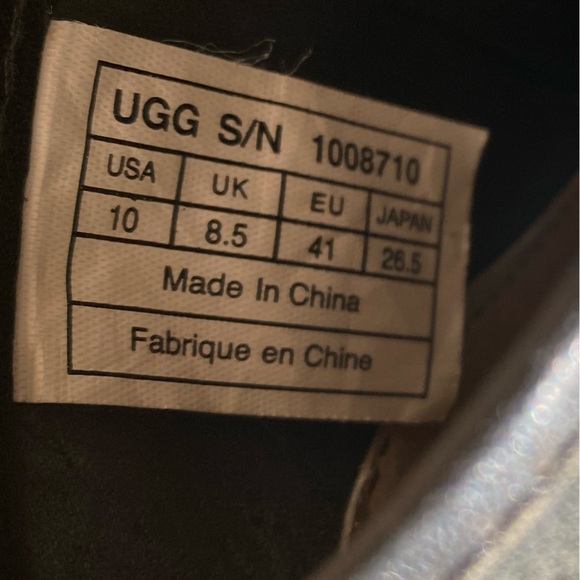 UGG S/N 1008710
USA UK EU JAPAN
10 8.5 41 26.5
Made In China
Fabrique en Chine